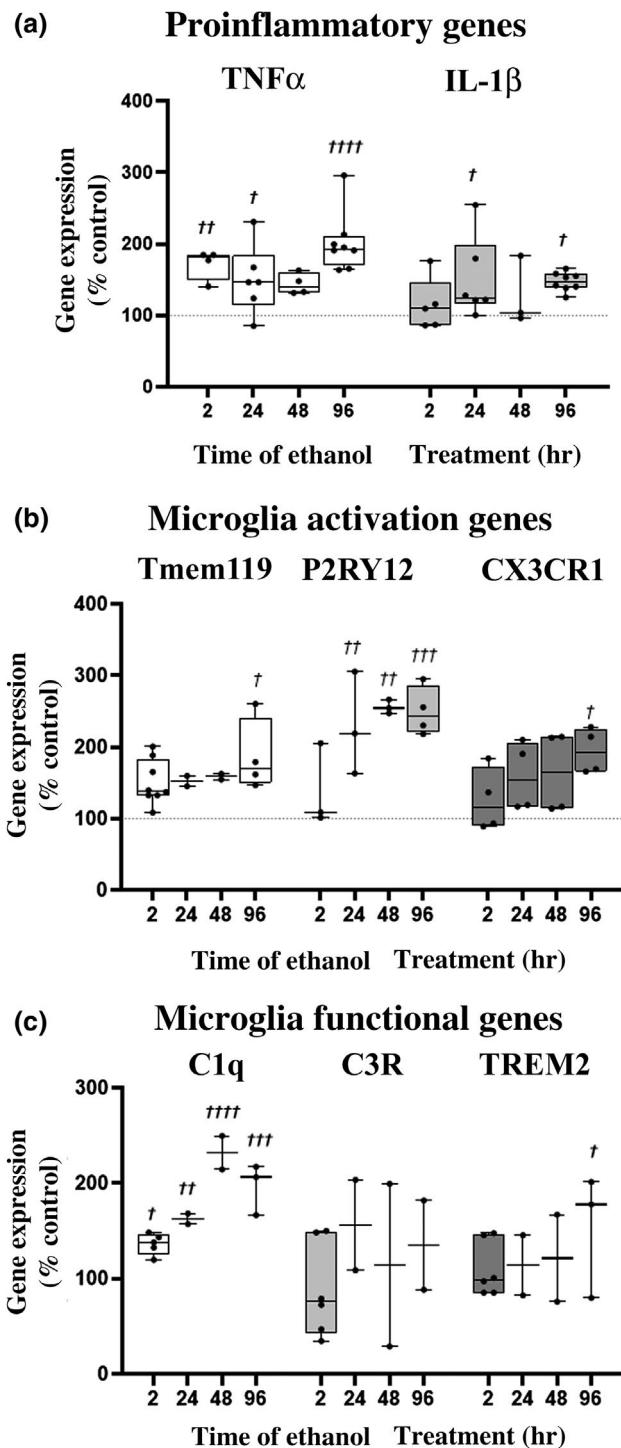 (a) Proinflammatory genes
TNFα IL-1β
Gene expression
(% control)
400
300
200
100
0
†† † †††† † †
2 24 48 96 2 24 48 96
Time of ethanol Treatment (hr)
(b) Microglia activation genes
Tmem119 P2RY12 CX3CR1
Gene expression
(% control)
400
300
200
100
0
† †† †† ††† †
2 24 48 96 2 24 48 96 2 24 48 96
Time of ethanol Treatment (hr)
(c) Microglia functional genes
C1q C3R TREM2
Gene expression
(% control)
300
200
100
0
† †† †††† ††† †
2 24 48 96 2 24 48 96 2 24 48 96
Time of ethanol Treatment (hr)